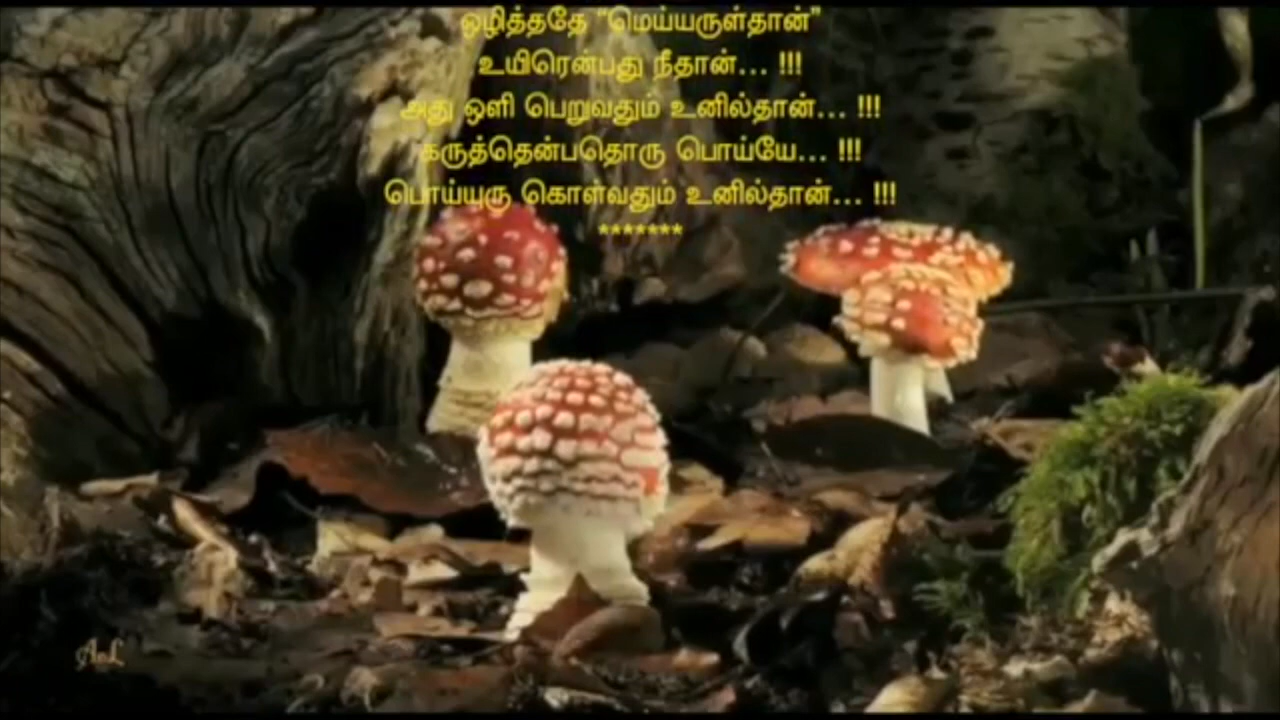 ஒழித்ததே “மெய்யருள்தான்”
உயிரென்பது நீதான்... !!!
அது ஒளி பெறுவதும் உனில்தான்... !!!
கருத்தென்பதொரு பொய்யே... !!!
பொய்யுரு கொள்வதும் உனில்தான்... !!!
*******